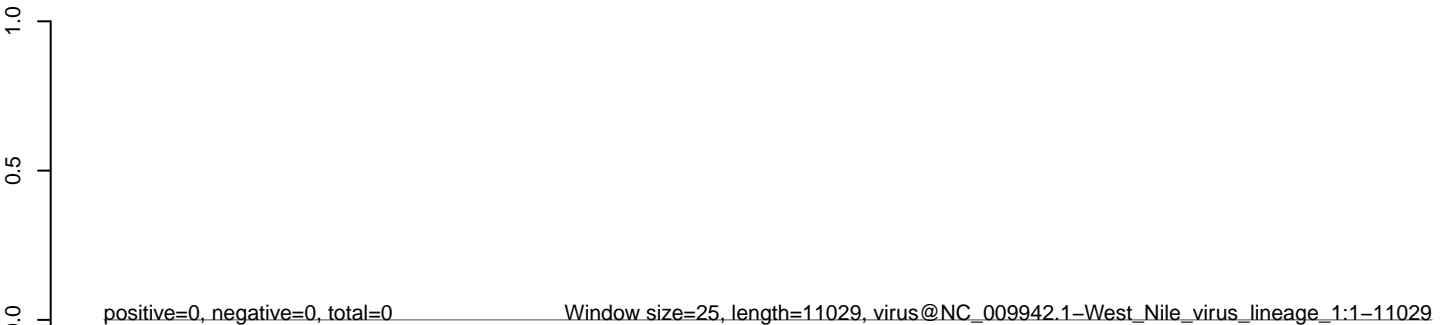 1.0
0.5
0.0
positive=0, negative=0, total=0
Window size=25, length=11029, virus@NC_009942.1−West_Nile_virus_lineage_1:1−11029